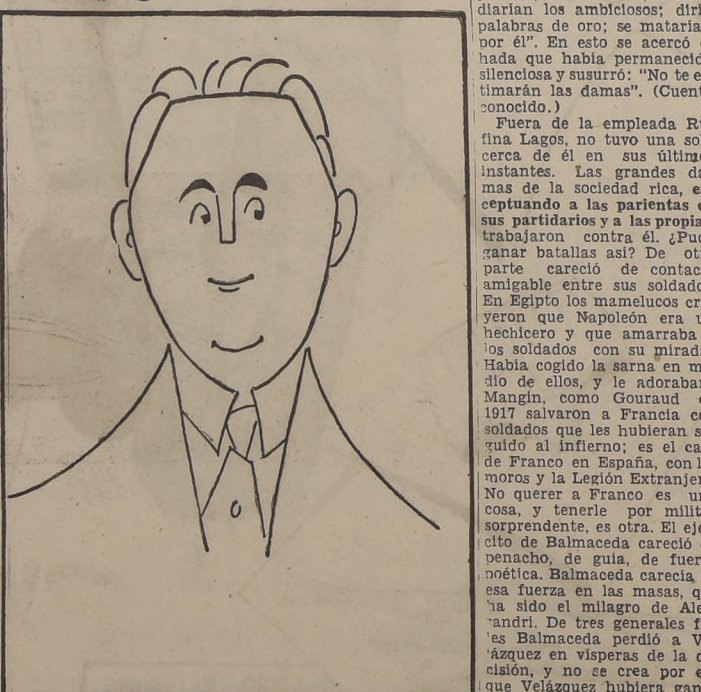 diarían los ambiciosos; diri
palabras de oro; se mataría
por él". En esto se acercó
hada que había permanecid
silenciosa y susurró: "No te e
timarán las damas". (Cuent
conocido.)
Fuera de la empleada R
fina Lagos, no tuvo una so
cerca de él en sus últim
instantes. Las grandes da
mas de la sociedad rica, e
ceptuando a las parientas
sus partidarios y a las propia
trabajaron contra él. ¿Pu
ganar batallas así? De ot
parte careció de contac
amigable entre sus soldado
En Egipto los mamelucos cr
yeron que Napoleón era u
hechicero y que amarraba
los soldados con su mirad
Había cogido la sarna en m
dio de ellos, y le adoraba
Mangin, como Gouraud
1917 salvaron a Francia co
soldados que les hubieran s
guido al infierno; es el ca
de Franco en España, con l
moros y la Legión Extranjer
No querer a Franco es un
cosa, y tenerle por milit
sorprendente, es otra. El eje
cito de Balmaceda careció
penacho, de guía, de fuer
poética. Balmaceda carecía
esa fuerza en las masas, q
ha sido el milagro de Ale
andri. De tres generales f
les Balmaceda perdió a V
lázquez en vísperas de la d
cisión, y no se crea por e
que Velázquez hubiera gan